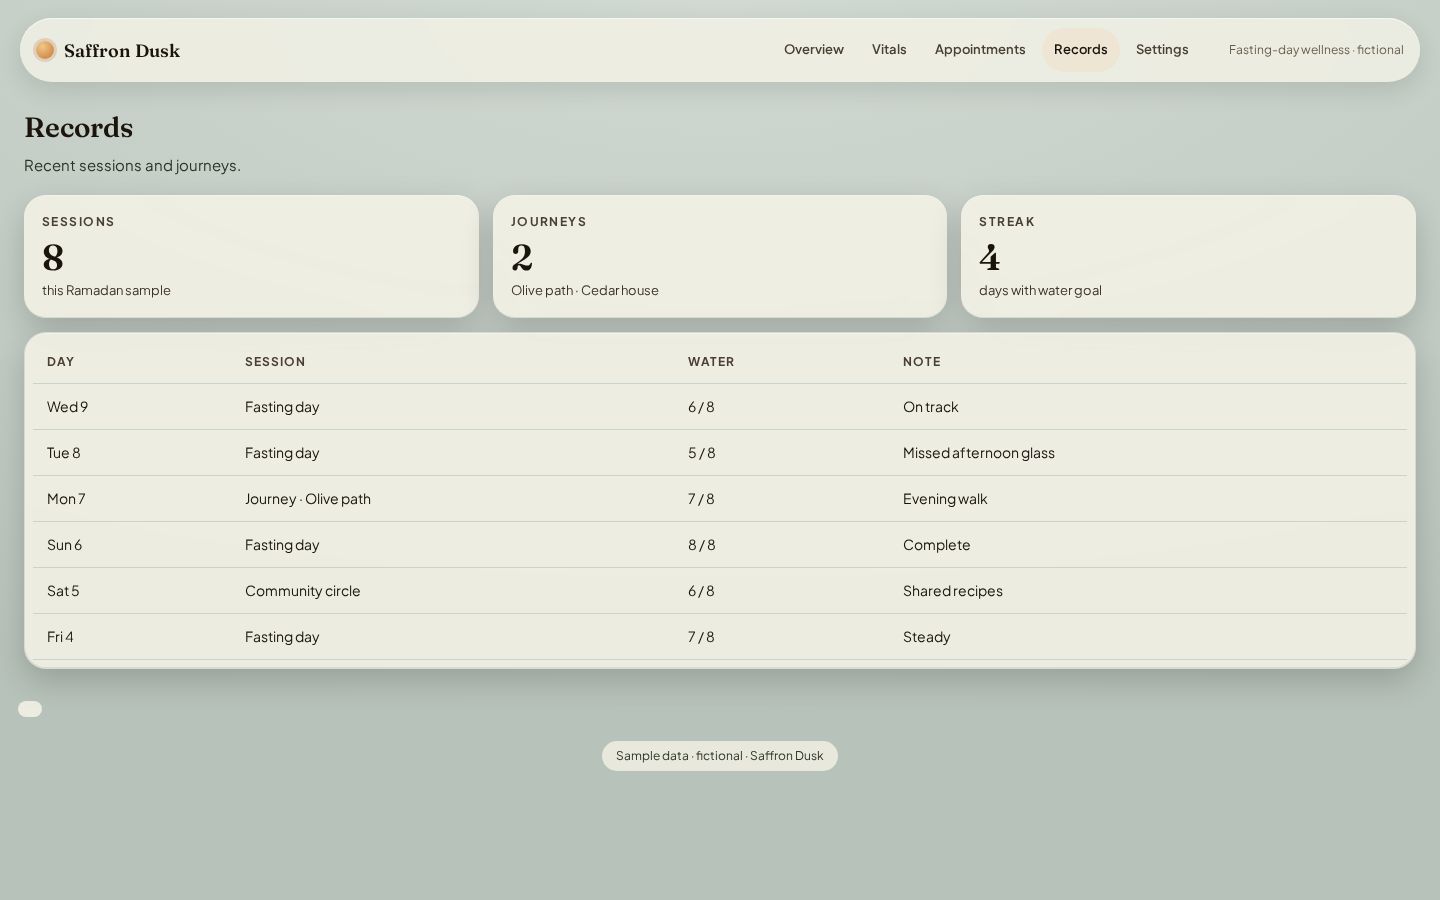 Saffron Dusk
Overview Vitals Appointments Records Settings Fasting-day wellness · fictional
Records
Recent sessions and journeys.
SESSIONS
8
this Ramadan sample
JOURNEYS
2
Olive path · Cedar house
STREAK
4
days with water goal
DAY SESSION WATER NOTE
Wed 9 Fasting day 6 / 8 On track
Tue 8 Fasting day 5 / 8 Missed afternoon glass
Mon 7 Journey · Olive path 7 / 8 Evening walk
Sun 6 Fasting day 8 / 8 Complete
Sat 5 Community circle 6 / 8 Shared recipes
Fri 4 Fasting day 7 / 8 Steady
Sample data · fictional · Saffron Dusk